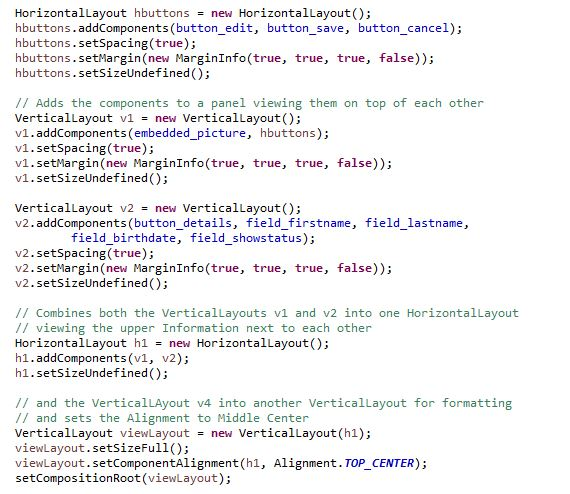 HorizontalLayout hbuttons = new HorizontalLayout();
hbuttons.addComponents(button_edit, button_save, button_cancel);
hbuttons.setSpacing(true);
hbuttons.setMargin(new MarginInfo(true, true, true, false));
hbuttons.setSizeUndefined();

// Adds the components to a panel viewing them on top of each other
VerticalLayout v1 = new VerticalLayout();
v1.addComponents(embedded_picture, hbuttons);
v1.setSpacing(true);
v1.setMargin(new MarginInfo(true, true, true, false));
v1.setSizeUndefined();

VerticalLayout v2 = new VerticalLayout();
v2.addComponents(button_details, field_firstname, field_lastname,
        field_birthdate, field_showstatus);
v2.setSpacing(true);
v2.setMargin(new MarginInfo(true, true, true, false));
v2.setSizeUndefined();

// Combines both the VerticalLayouts v1 and v2 into one HorizontalLayout
// viewing the upper Information next to each other
HorizontalLayout h1 = new HorizontalLayout();
h1.addComponents(v1, v2);
h1.setSizeUndefined();

// and the VerticalLAyout v4 into another VerticalLayout for formatting
// and sets the Alignment to Middle Center
VerticalLayout viewLayout = new VerticalLayout(h1);
viewLayout.setSizeFull();
viewLayout.setComponentAlignment(h1, Alignment.TOP_CENTER);
setCompositionRoot(viewLayout);